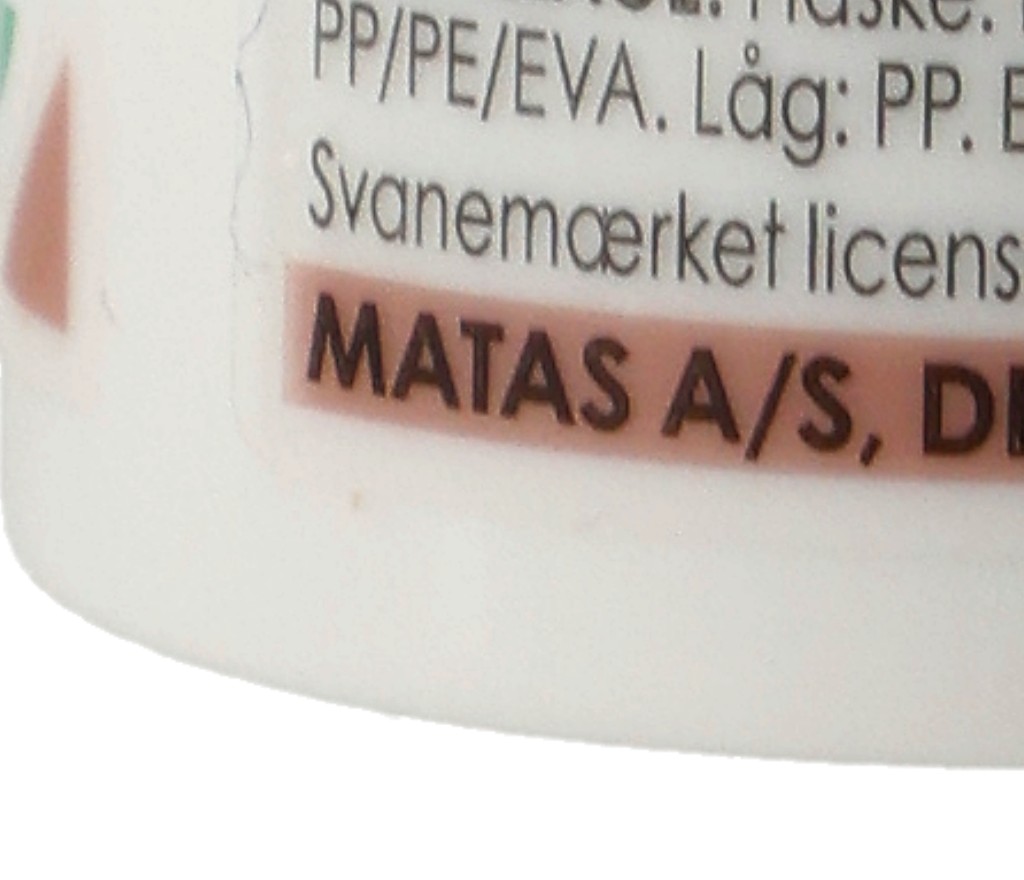 PP/PE/EVA. Låg: PP.
Svanemærket licens
MATAS A/S,